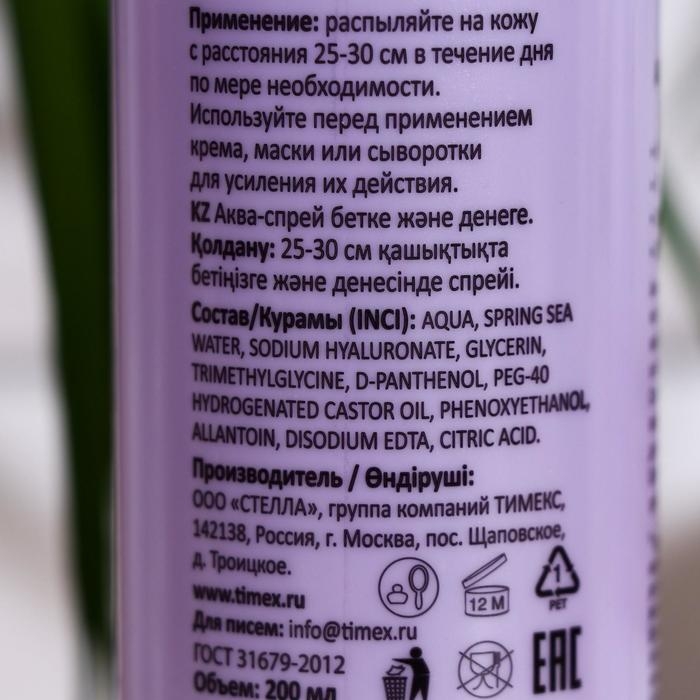 Применение: распыляйте на кожу
с расстояния 25-30 см в течение дня
по мере необходимости.
Используйте перед применением
крема, маски или сыворотки
для усиления их действия.
KZ Аква-спрей бетке және денеге.
Қолдану: 25-30 см қашықтықта
бетіңізге және денесінде спрейі.
Состав/Курамы (INCI): AQUA, SPRING SEA
WATER, SODIUM HYALURONATE, GLYCERIN,
TRIMETHYLGLYCINE, D-PANTHENOL, PEG-40
HYDROGENATED CASTOR OIL, PHENOXYETHANOL,
ALLANTOIN, DISODIUM EDTA, CITRIC ACID.
Производитель / Өндіруші:
ООО «СТЕЛЛА», группа компаний ТИМЕКС,
142138, Россия, г. Москва, пос. Щаповское,
д. Троицкое.
www.timex.ru
Для писем: info@timex.ru
ГОСТ 31679-2012
Объем: 200 мл
12 M
1
PET
EAC